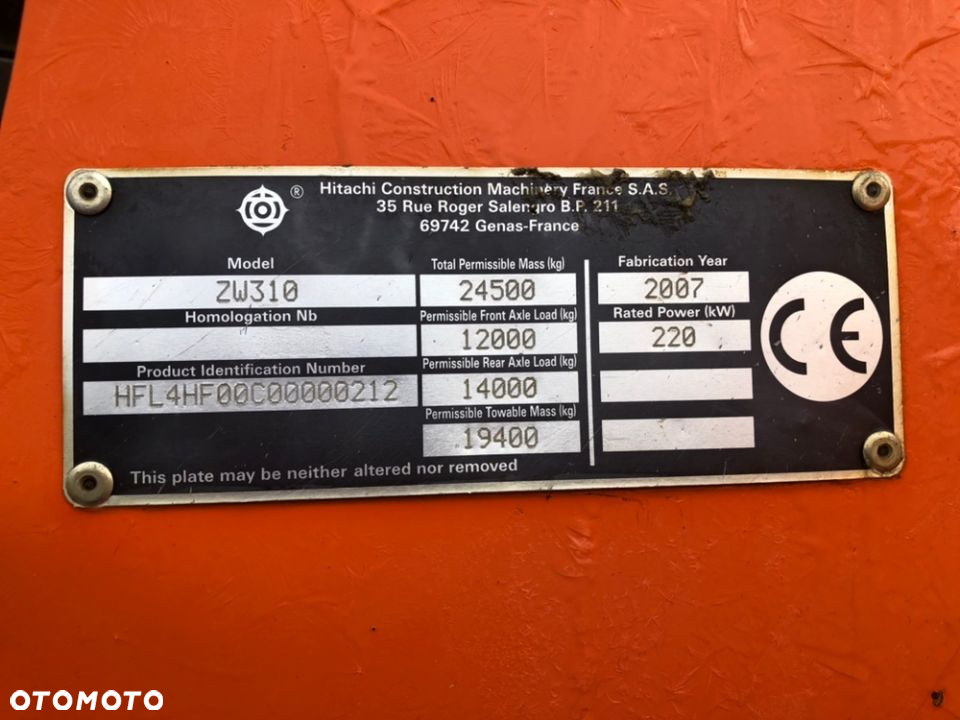 ®
Hitachi Construction Machinery France S.A.S.
35 Rue Roger Salengro B.P. 211
69742 Genas-France
Model
ZW310
Homologation Nb
Product Identification Number
HFL4HF00C00000212
Total Permissible Mass (kg)
24500
Permissible Front Axle Load (kg)
12000
Permissible Rear Axle Load (kg)
14000
Permissible Towable Mass (kg)
19400
Fabrication Year
2007
Rated Power (kW)
220
CE
This plate may be neither altered nor removed
OTOMOTO